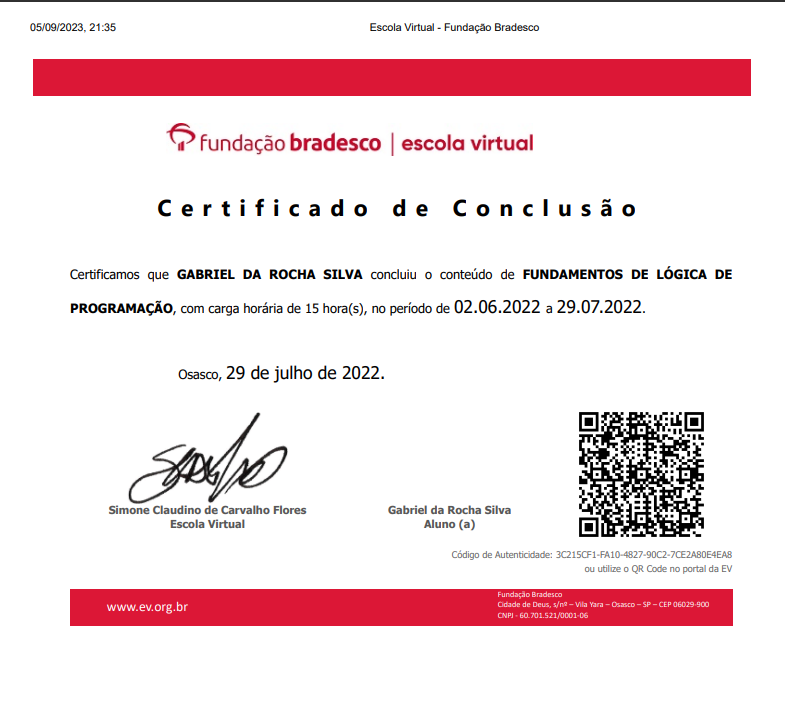 05/09/2023, 21:35 Escola Virtual - Fundação Bradesco
fundação bradesco | escola virtual
Certificado de Conclusão
Certificamos que GABRIEL DA ROCHA SILVA concluiu o conteúdo de FUNDAMENTOS DE LÓGICA DE
PROGRAMAÇÃO, com carga horária de 15 hora(s), no período de 02.06.2022 a 29.07.2022.
Osasco, 29 de julho de 2022.
Simone Claudino de Carvalho Flores
Escola Virtual
Gabriel da Rocha Silva
Aluno (a)
Código de Autenticidade: 3C215CF1-FA10-4827-90C2-7CE2A80E4EA8
ou utilize o QR Code no portal da EV
www.ev.org.br
Fundação Bradesco
Cidade de Deus, s/nº – Vila Yara – Osasco – SP – CEP 06029-900
CNPJ - 60.701.521/0001-06